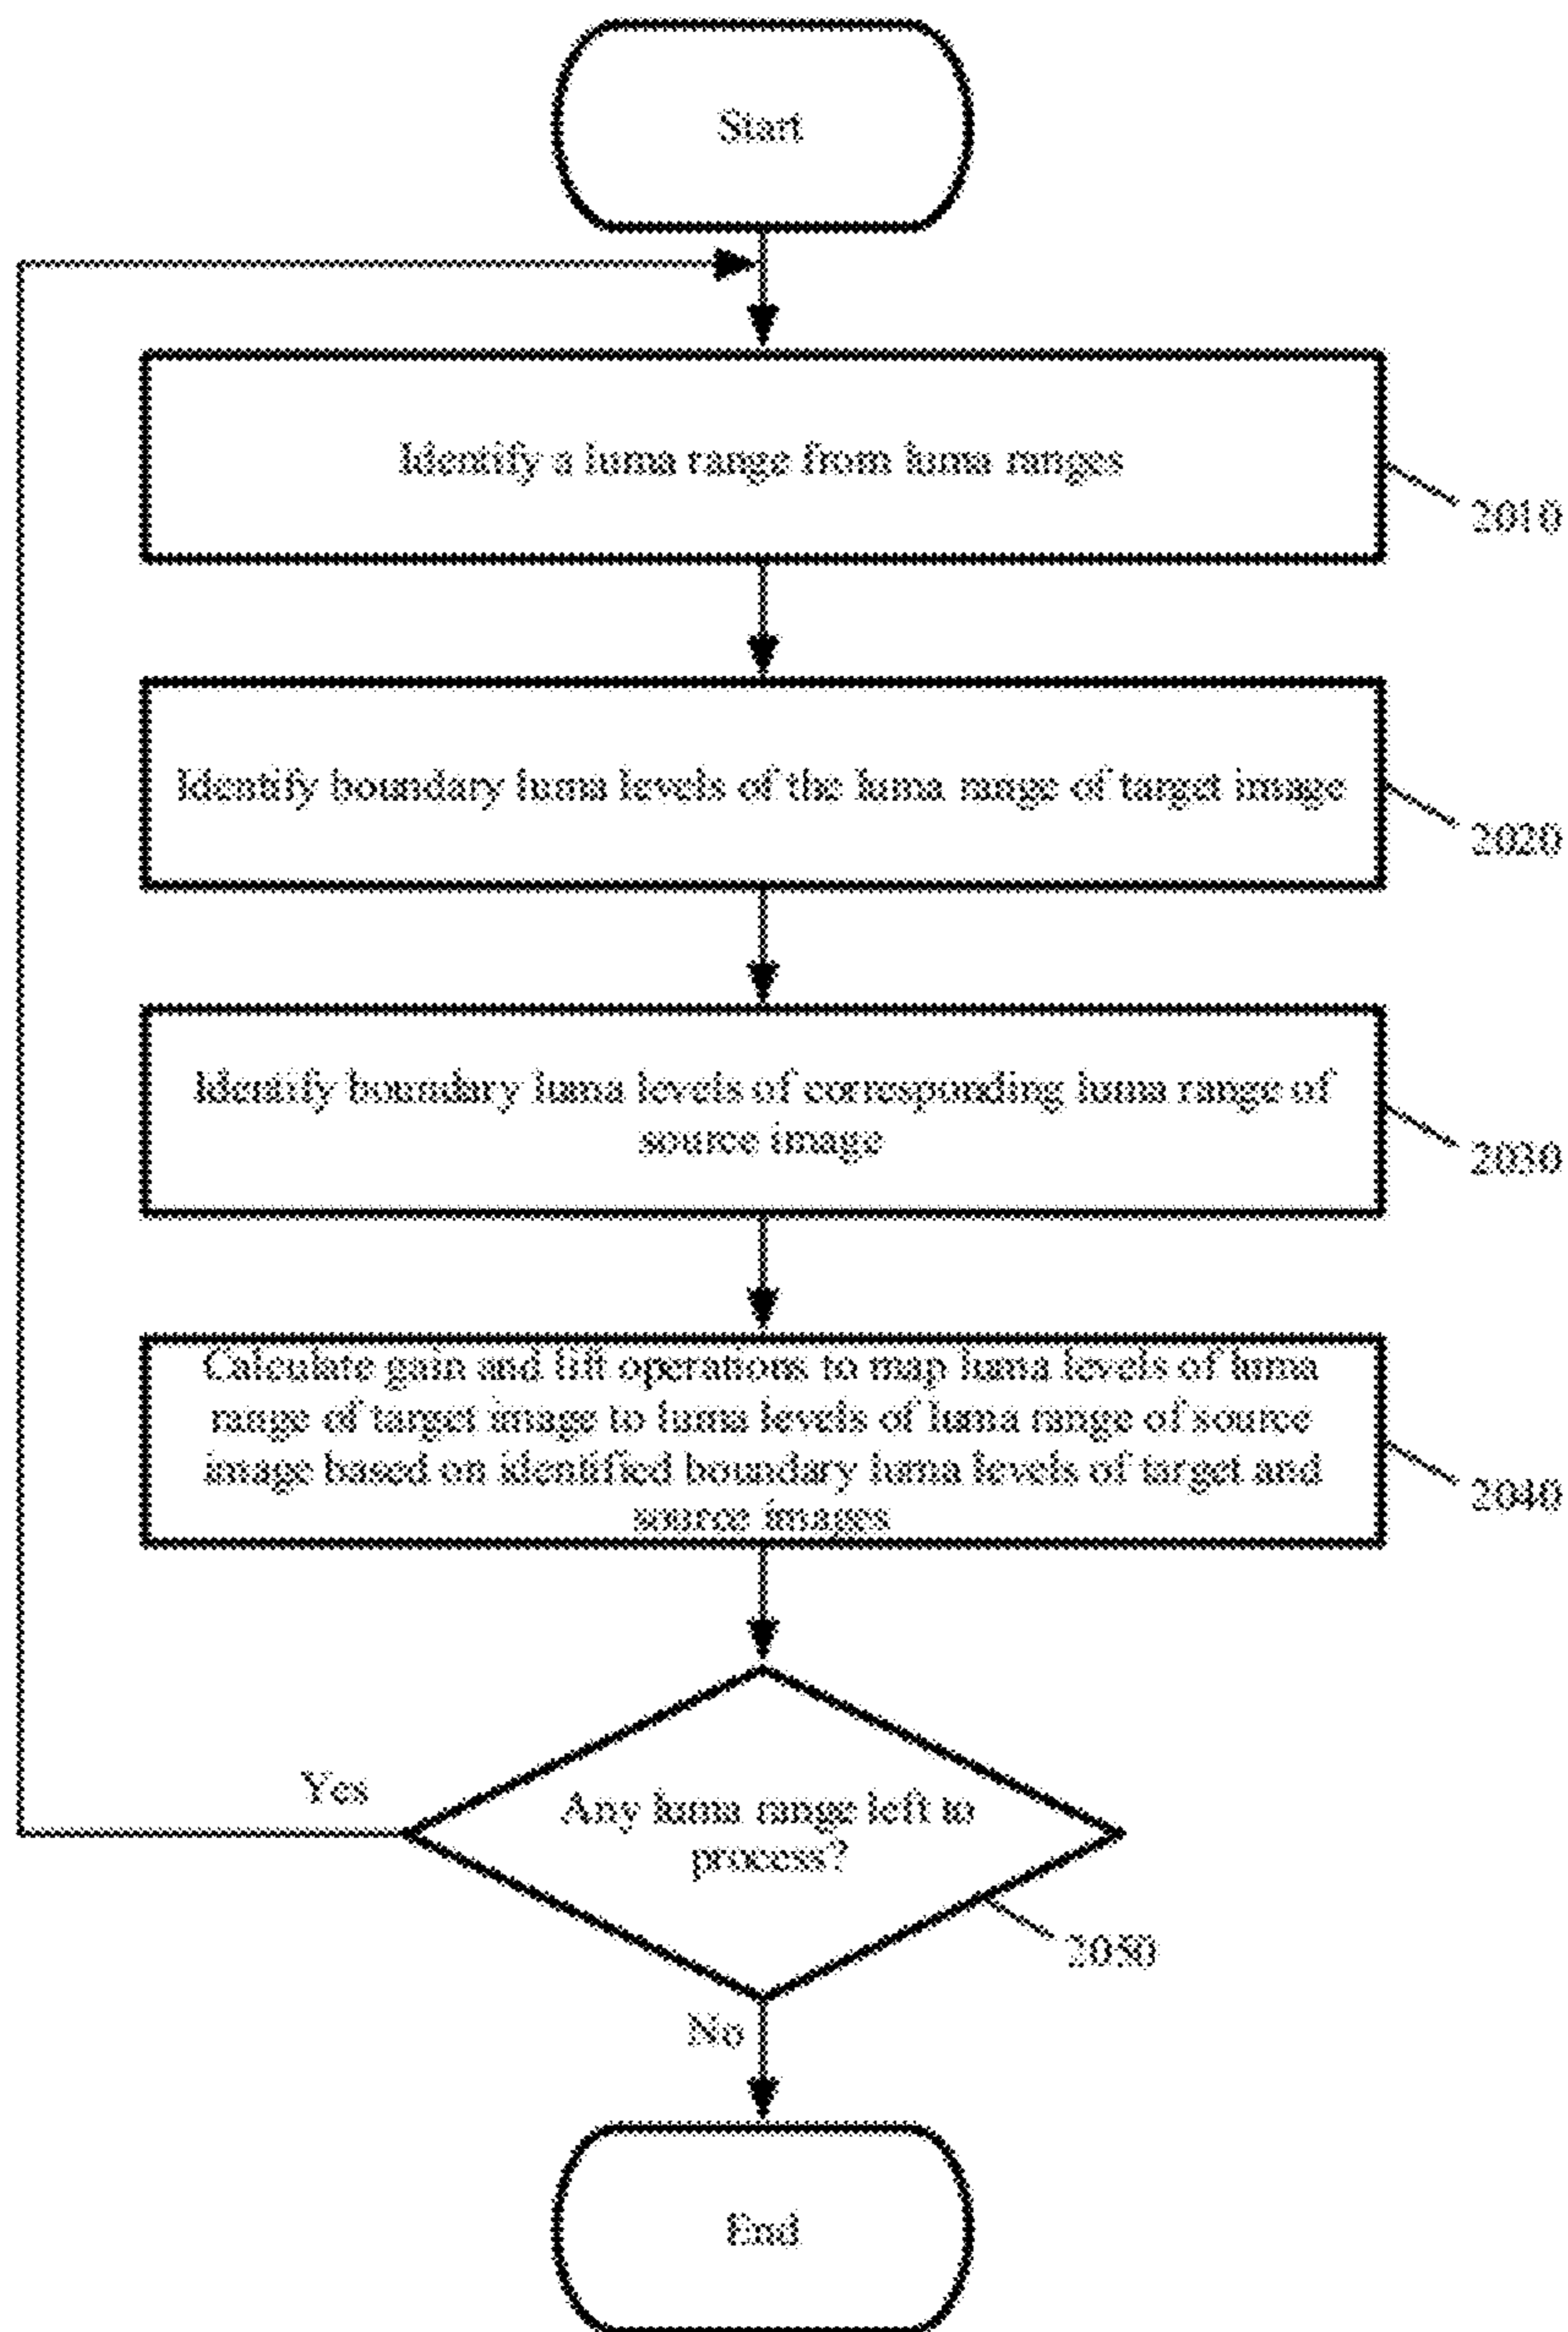 Start
Identify a luma range from luma ranges
2010
Identify boundary luma levels of the luma range of target image
2020
Identify boundary luma levels of corresponding luma range of
source image
2030
Calculate gain and lift operations to map luma levels of luma
range of target image to luma levels of luma range of source
image based on identified boundary luma levels of target and
source images
2040
Yes
Any luma range left to
process?
2050
No
End